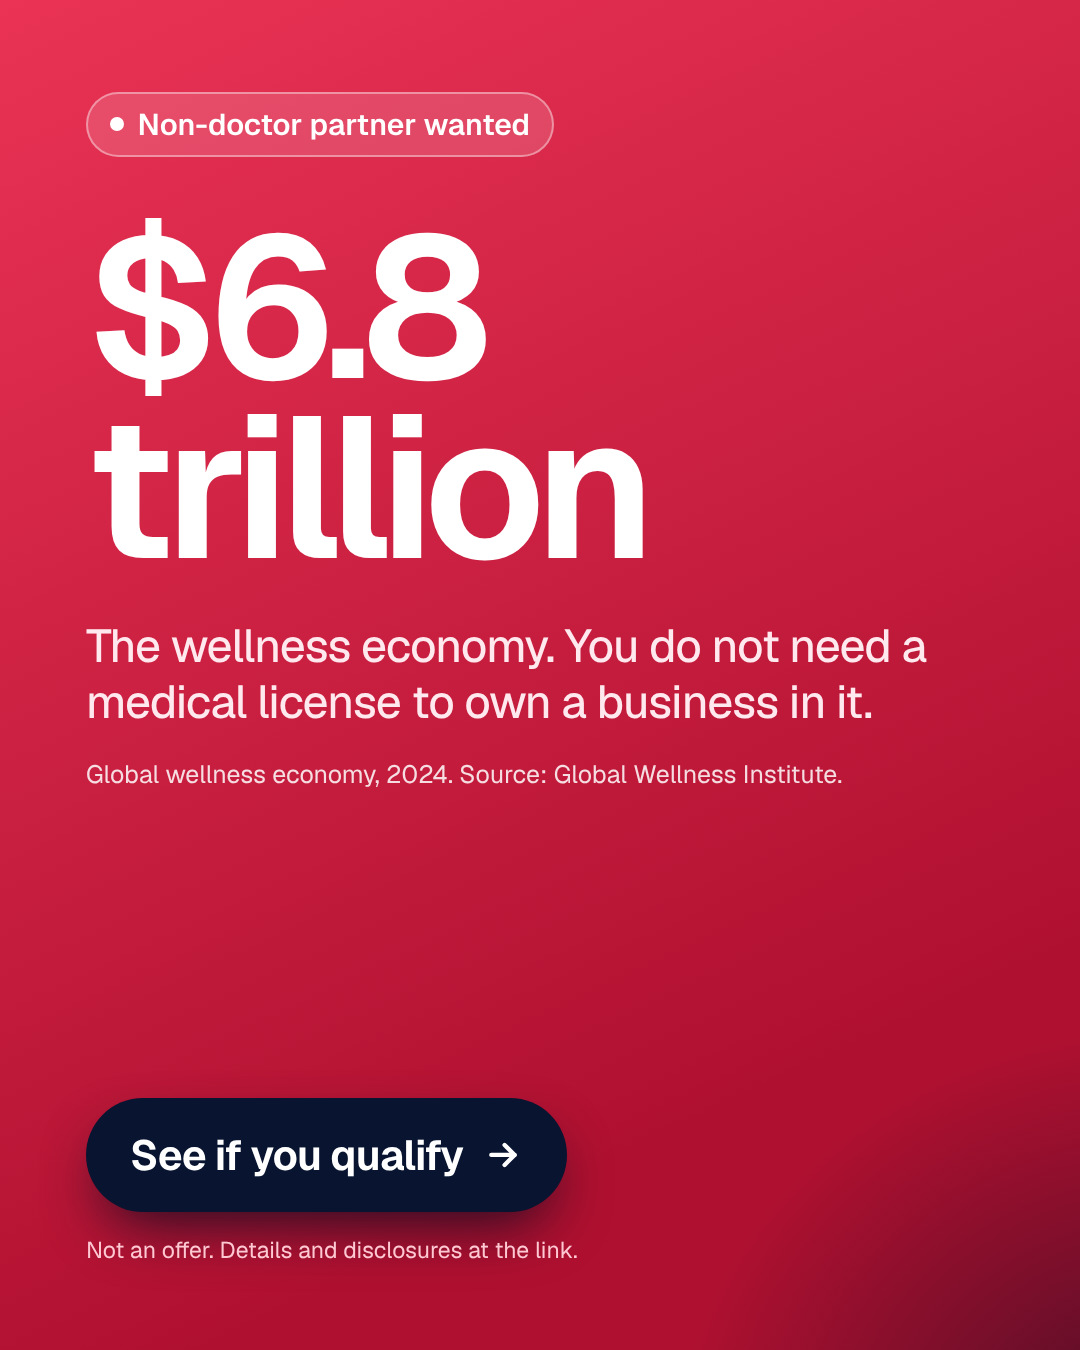 Non-doctor partner wanted
$6.8
trillion
The wellness economy. You do not need a
medical license to own a business in it.
Global wellness economy, 2024. Source: Global Wellness Institute.
See if you qualify →
Not an offer. Details and disclosures at the link.